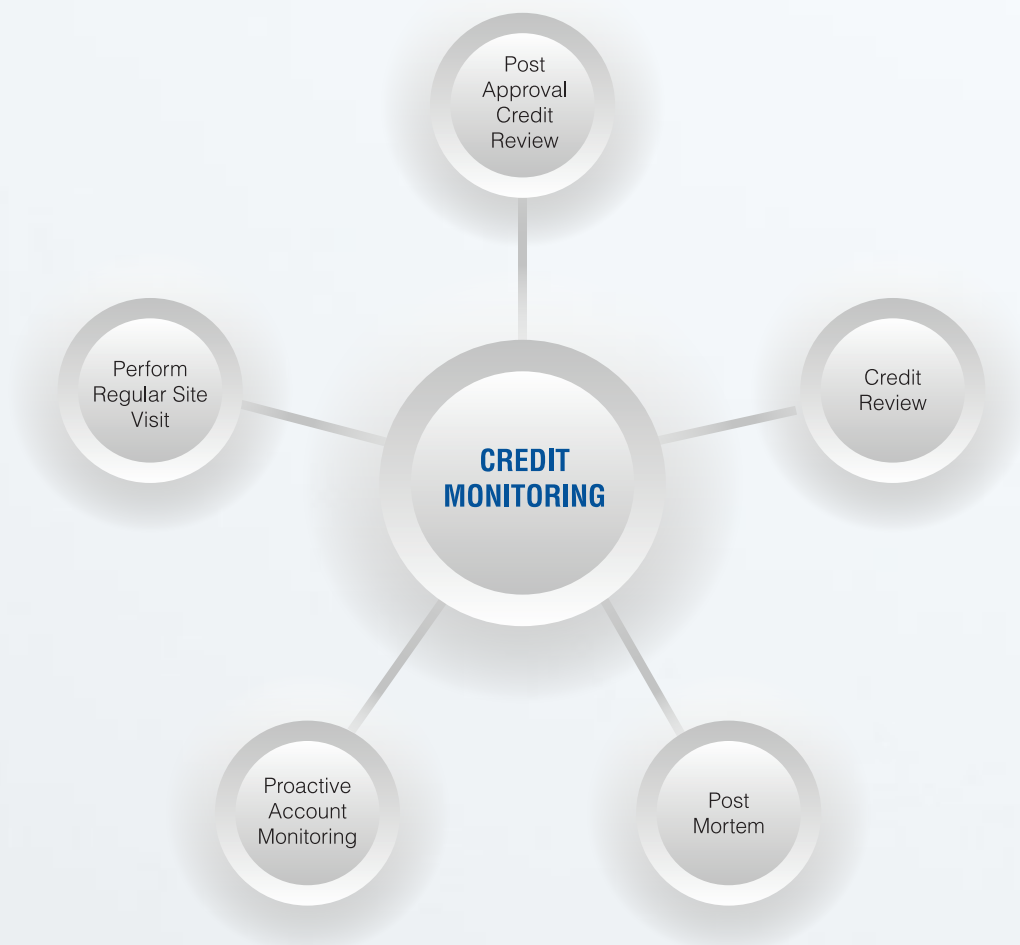 Post
Approval
Credit
Review
Perform
Regular Site
Visit
Credit
Review
CREDIT
MONITORING
Proactive
Account
Monitoring
Post
Mortem